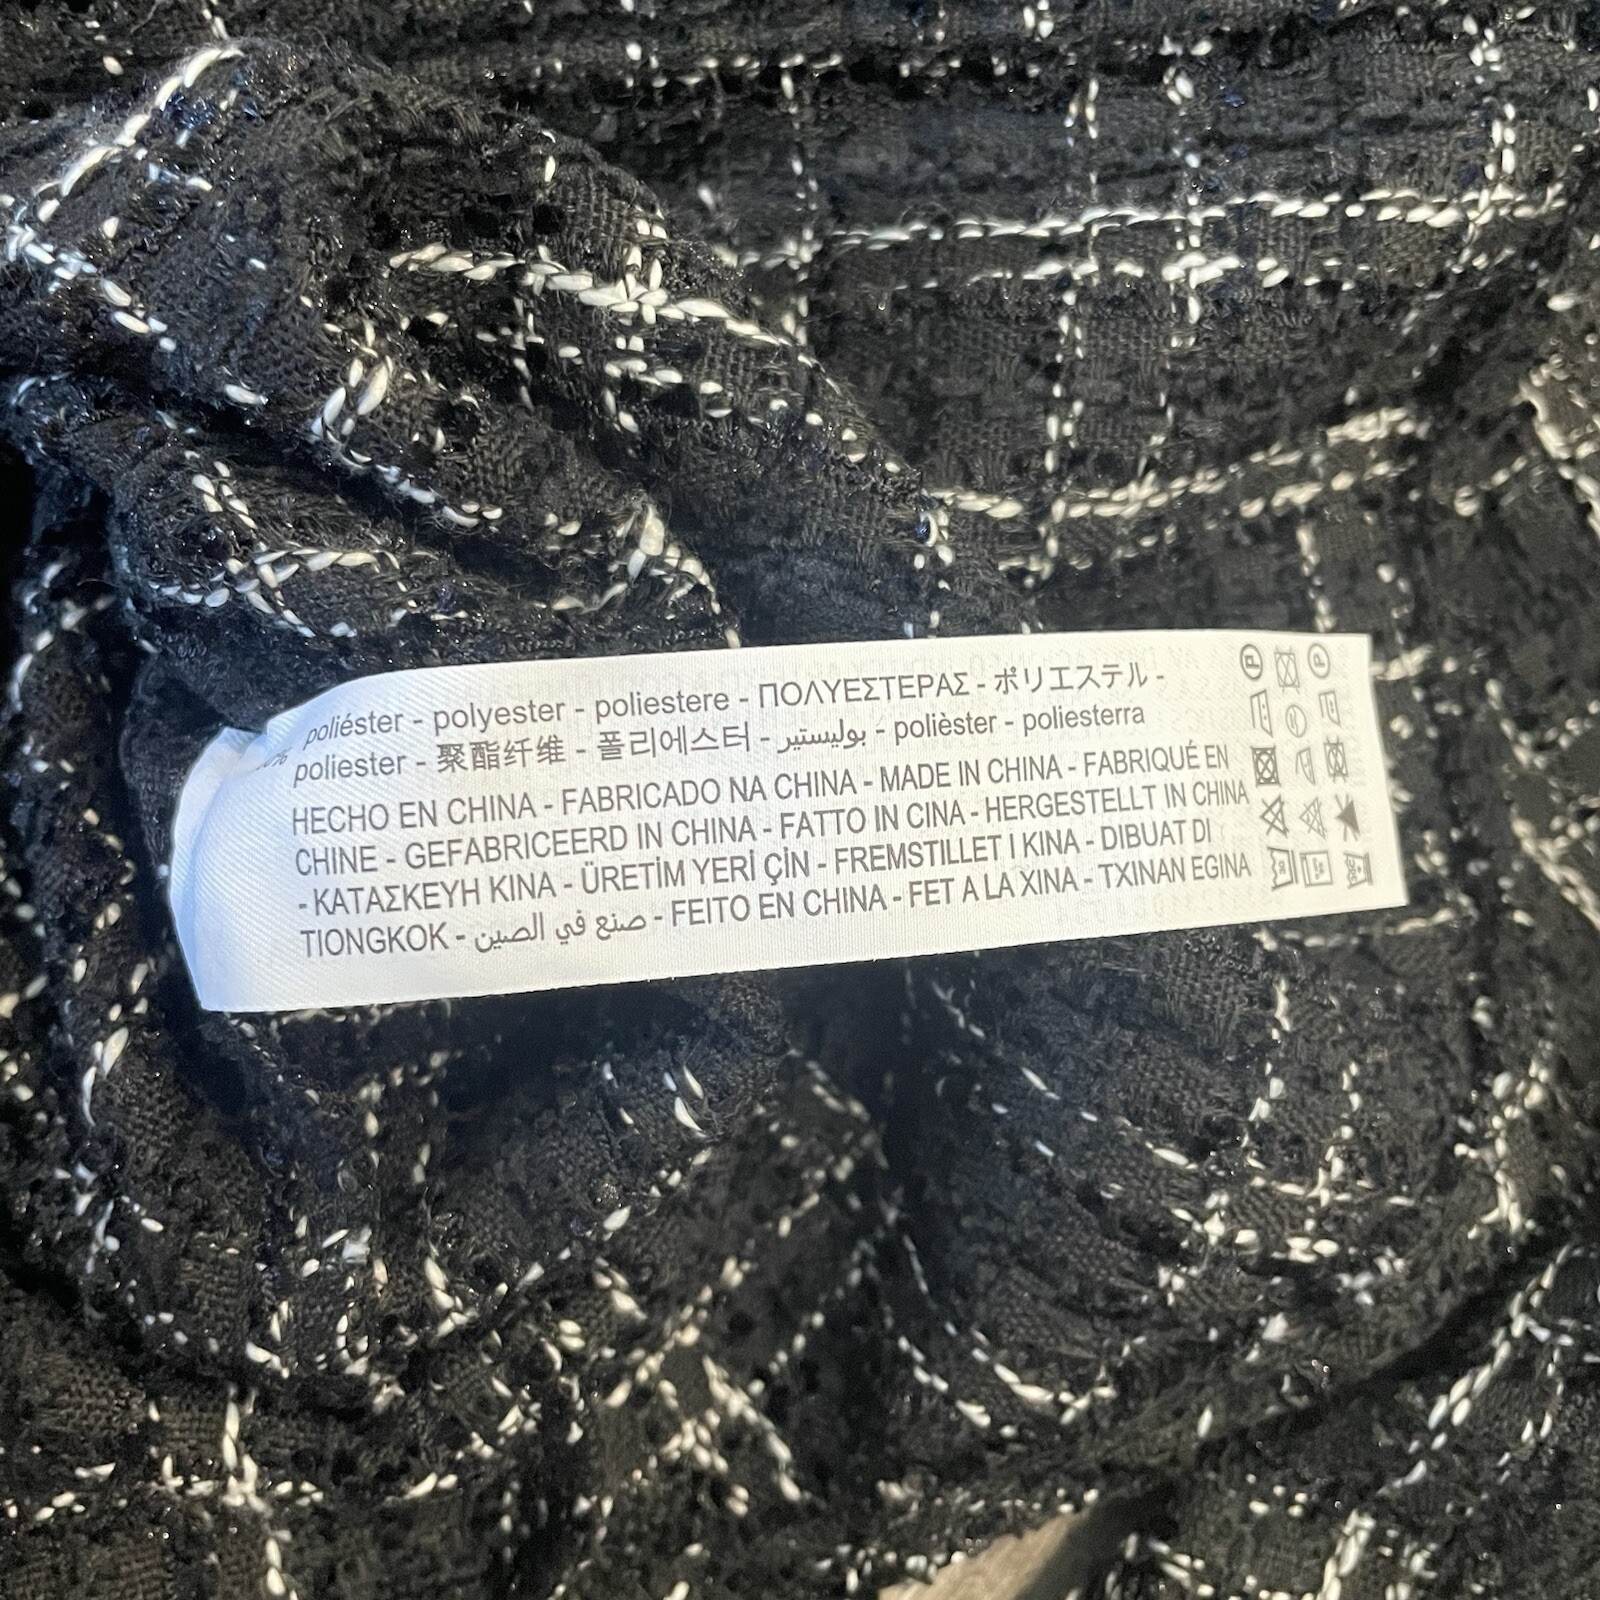 poliéster - polyester - poliestere - ΠΟΛΥΕΣΤΕΡΑΣ - ポリエステル -
poliester - 聚酯纤维 - 폴리에스터 - بوليستير - polièster - poliesterra
HECHO EN CHINA - FABRICADO NA CHINA - MADE IN CHINA - FABRIQUÉ EN
CHINE - GEFABRICEERD IN CHINA - FATTO IN CINA - HERGESTELLT IN CHINA
- ΚΑΤΑΣΚΕΥΗ ΚΙΝΑ - ÜRETİM YERİ ÇİN - FREMSTILLET I KINA - DIBUAT DI
TIONGKOK - صنع في الصين - FEITO EN CHINA - FET A LA XINA - TXINAN EGINA